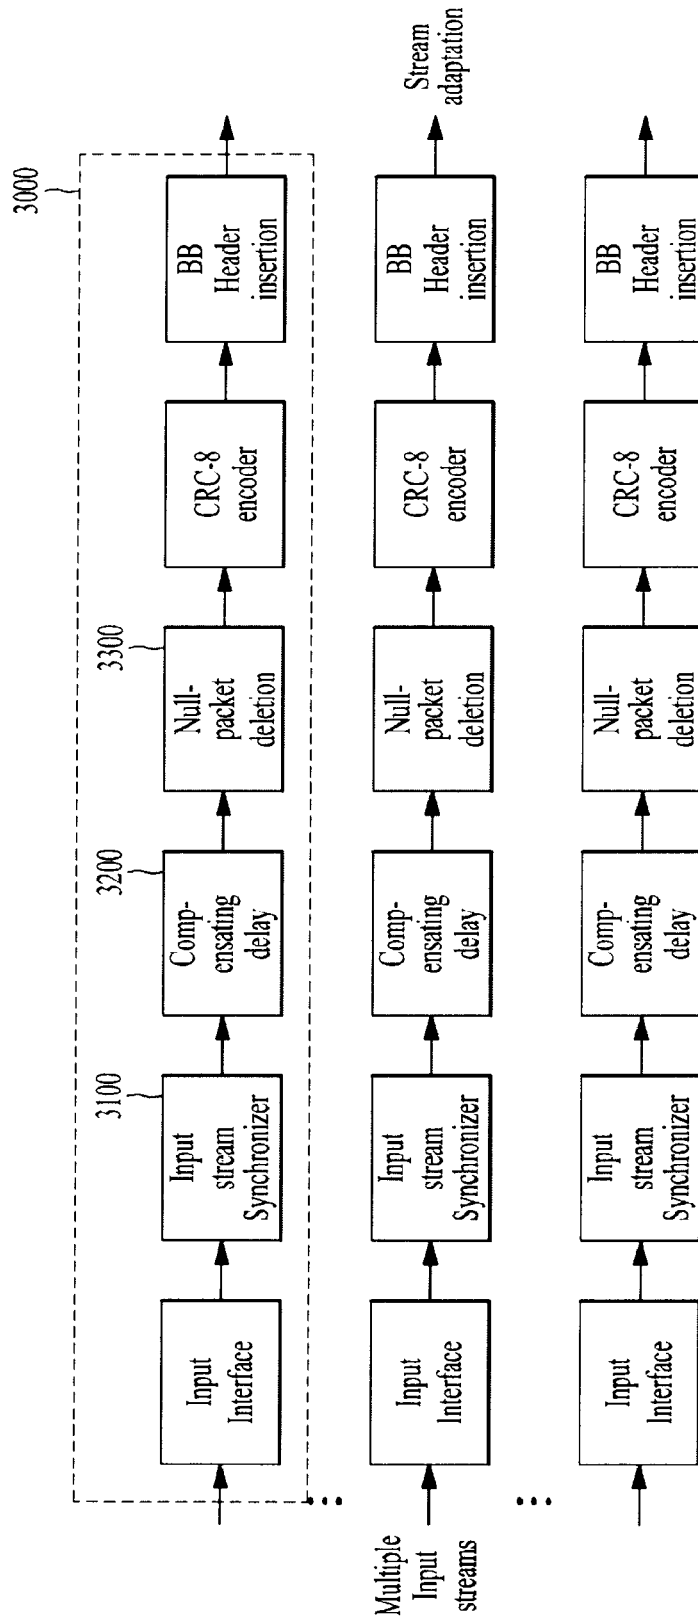 3000
3100
3200
3300
Input
Interface
Input
stream
Synchronizer
Comp-
ensating
delay
Null-
packet
deletion
CRC-8
encoder
BB
Header
insertion
Multiple
Input
streams
Input
Interface
Input
stream
Synchronizer
Comp-
ensating
delay
Null-
packet
deletion
CRC-8
encoder
BB
Header
insertion
Stream
adaptation
Input
Interface
Input
stream
Synchronizer
Comp-
ensating
delay
Null-
packet
deletion
CRC-8
encoder
BB
Header
insertion